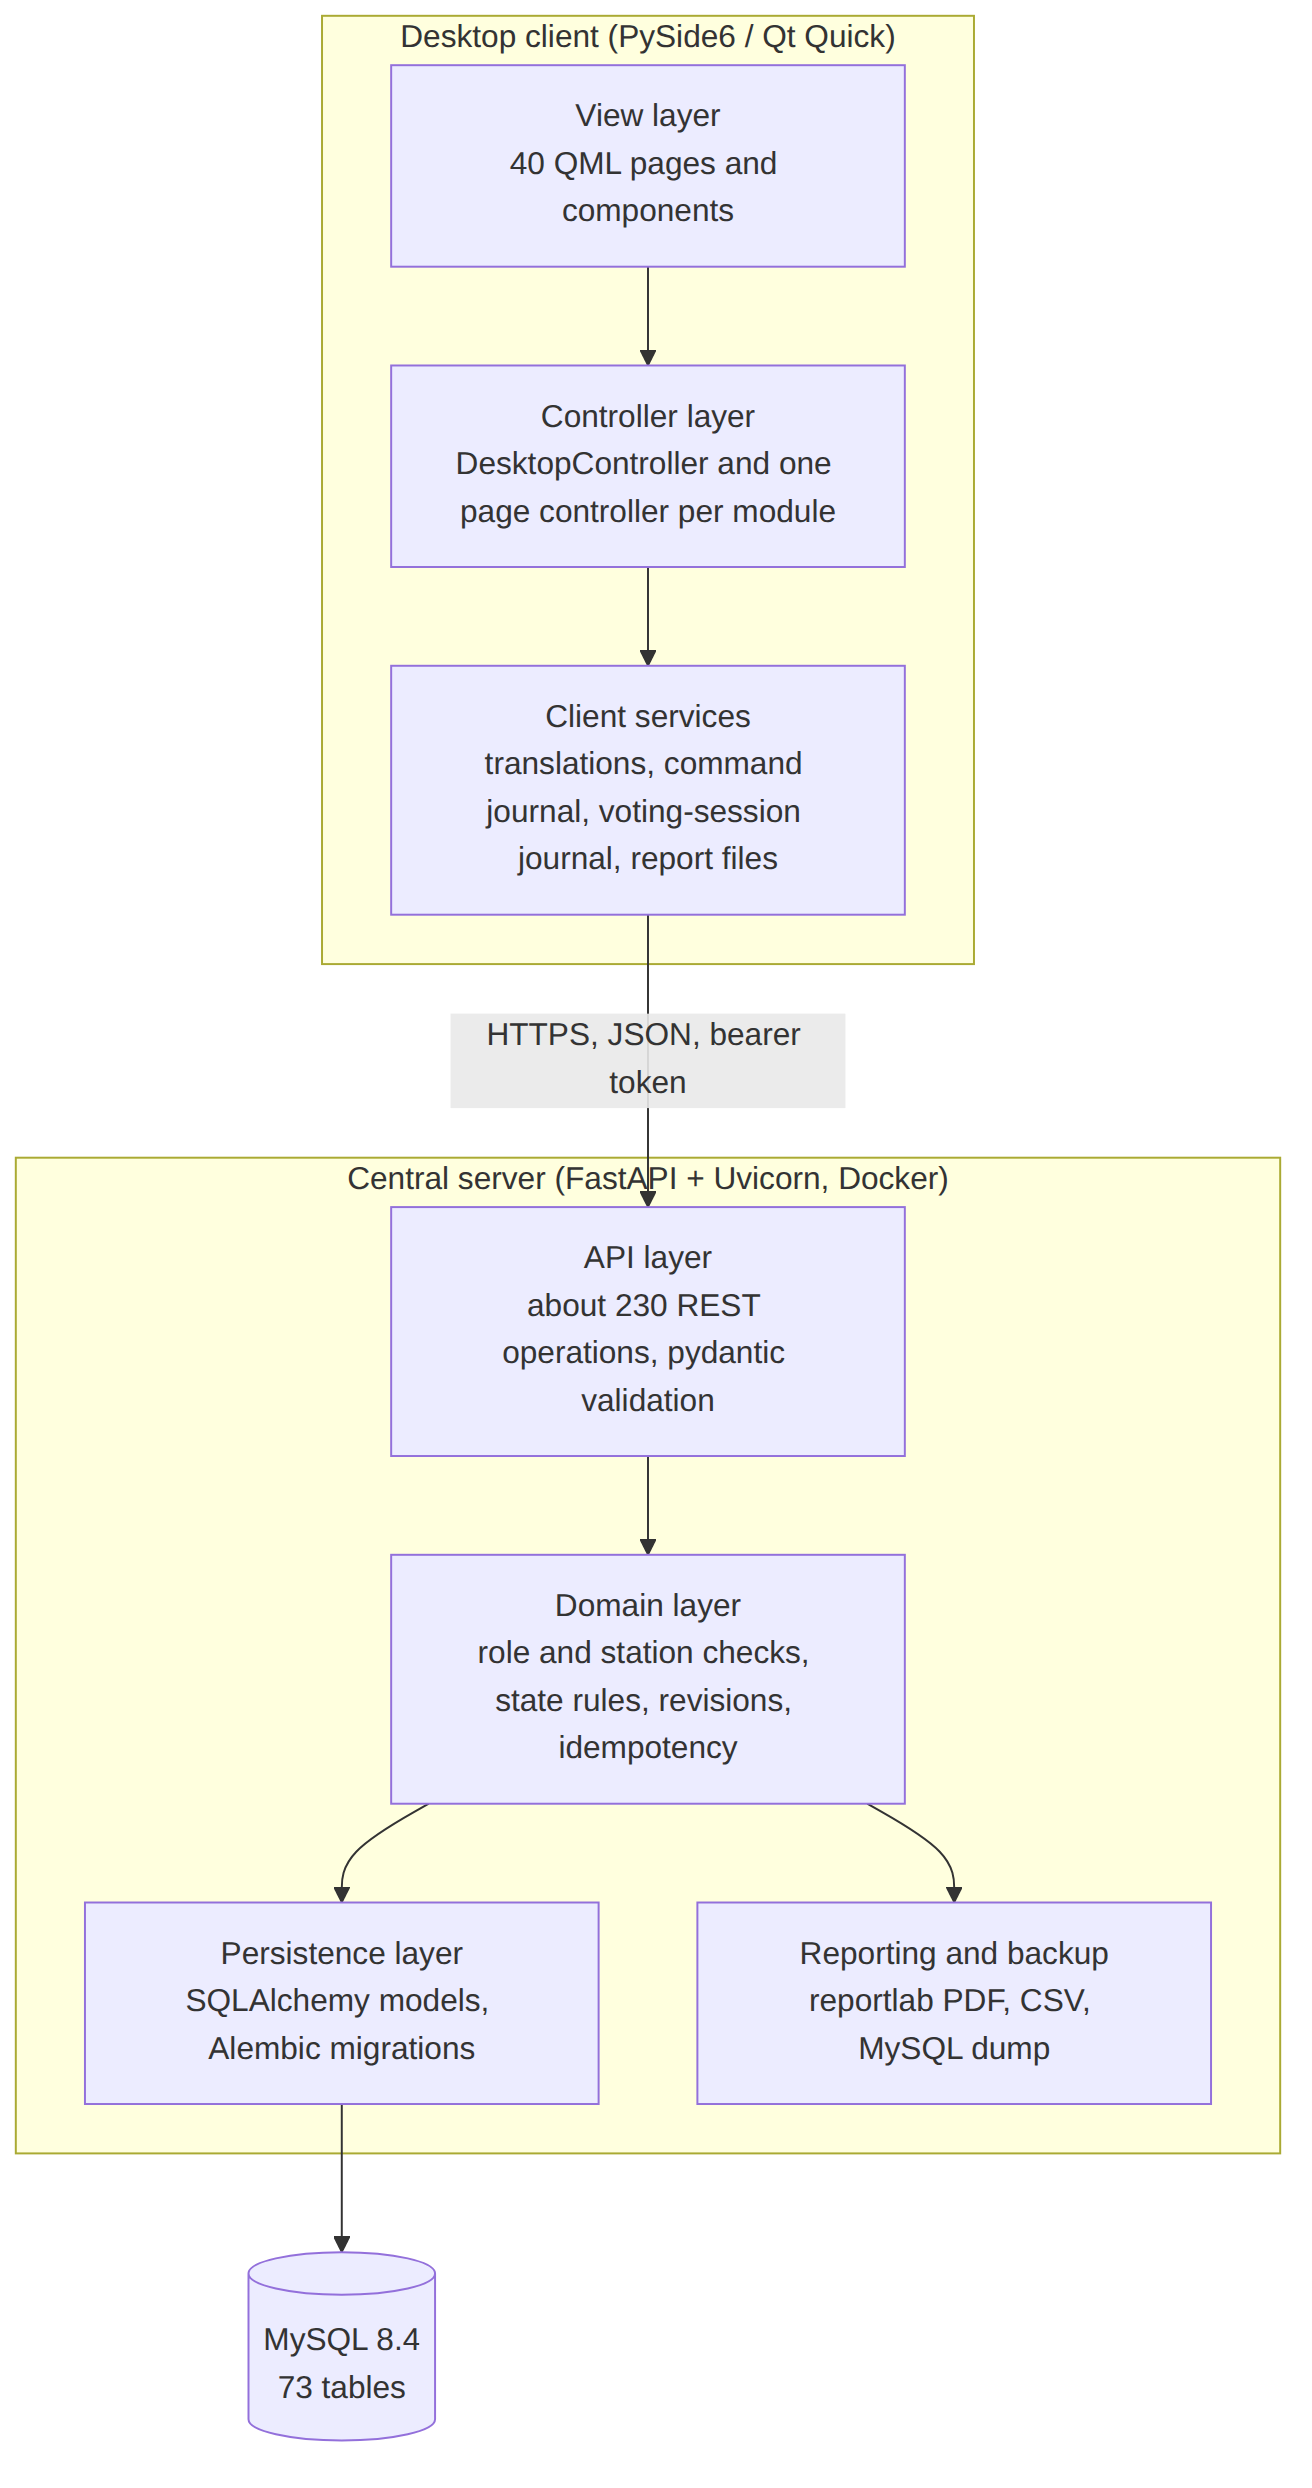 Desktop client (PySide6 / Qt Quick)
View layer
40 QML pages and
components
Controller layer
DesktopController and one
page controller per module
Client services
translations, command
journal, voting-session
journal, report files
HTTPS, JSON, bearer
token
Central server (FastAPI + Uvicorn, Docker)
API layer
about 230 REST
operations, pydantic
validation
Domain layer
role and station checks,
state rules, revisions,
idempotency
Persistence layer
SQLAlchemy models,
Alembic migrations
Reporting and backup
reportlab PDF, CSV,
MySQL dump
MySQL 8.4
73 tables